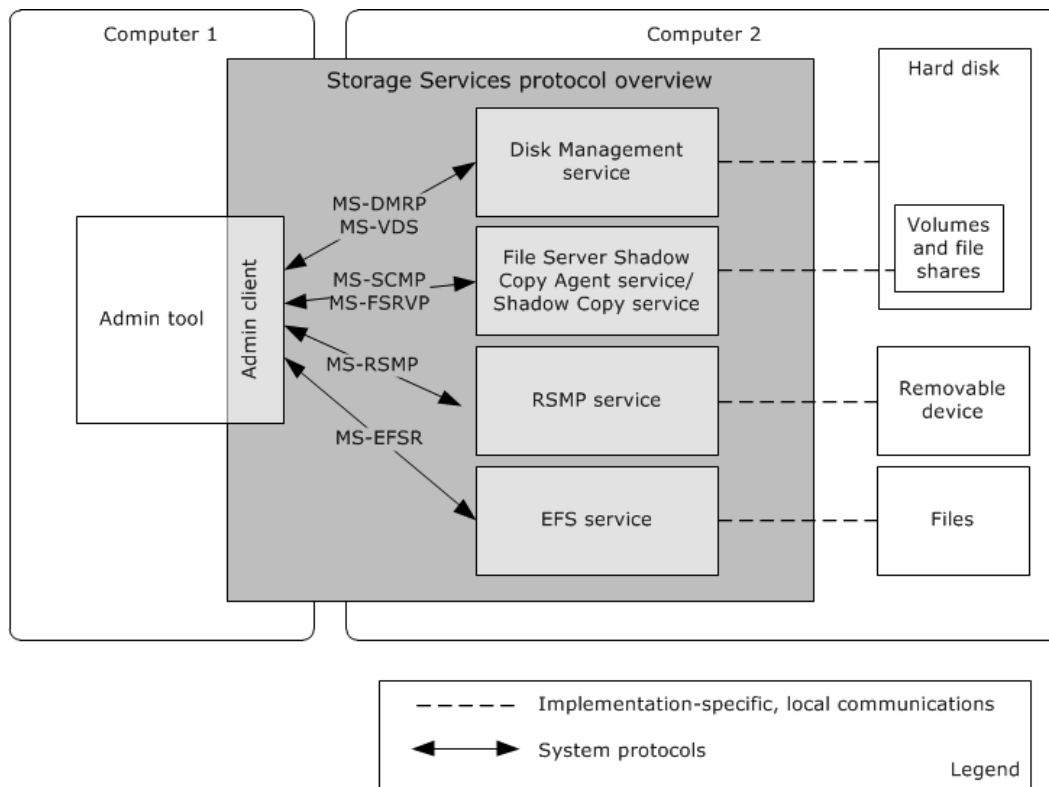 Computer 1
Computer 2
Storage Services protocol overview
Hard disk
Disk Management
service
MS-DMRP
MS-VDS
Volumes
and file
shares
File Server Shadow
Copy Agent service/
Shadow Copy service
MS-SCMP
MS-FSRVP
Admin tool
Admin client
MS-RSMP
RSMP service
Removable
device
MS-EFSR
EFS service
Files
Implementation-specific, local communications
System protocols
Legend